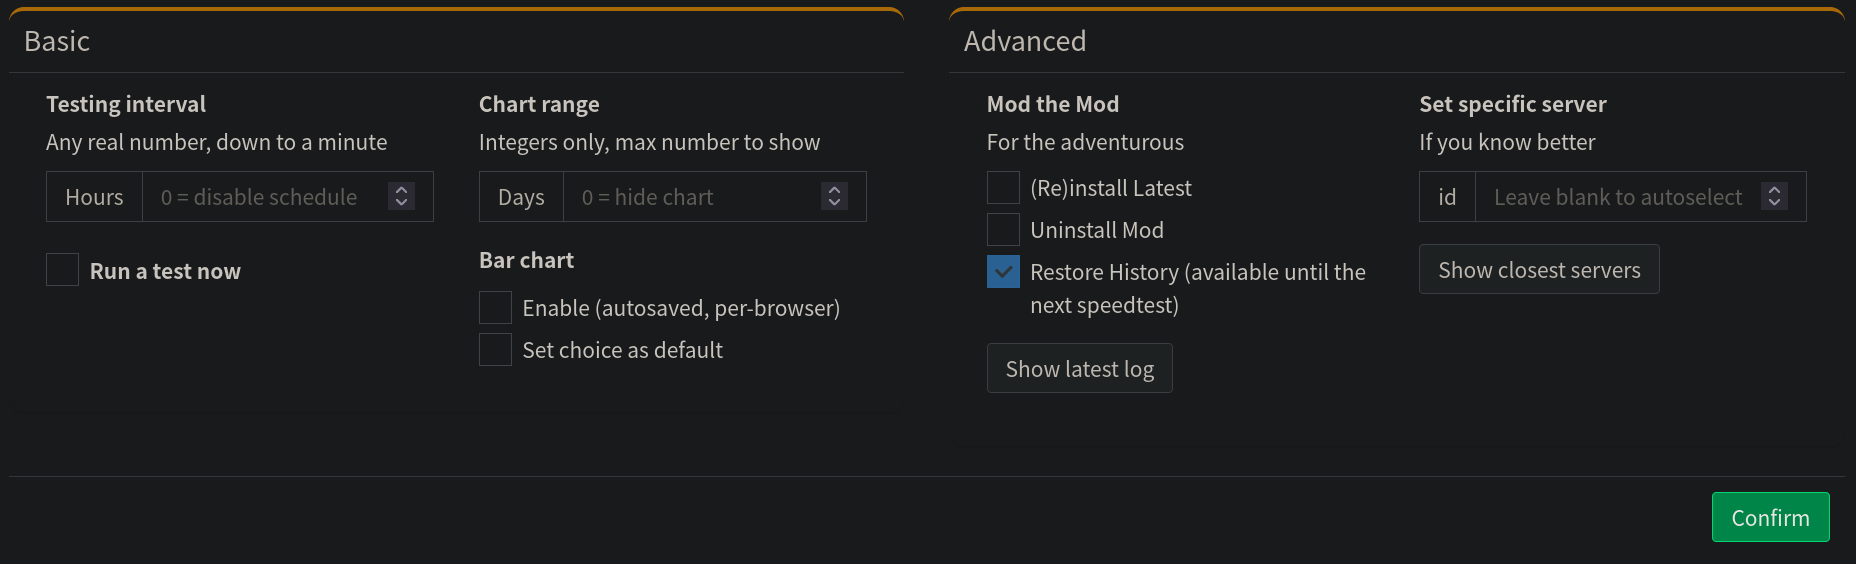 Basic
Testing interval
Any real number, down to a minute
Hours
0 = disable schedule
Run a test now
Chart range
Integers only, max number to show
Days
0 = hide chart
Bar chart
Enable (autosaved, per-browser)
Set choice as default
Advanced
Mod the Mod
For the adventurous
(Re)install Latest
Uninstall Mod
Restore History (available until the
next speedtest)
Show latest log
Set specific server
If you know better
id
Leave blank to autoselect
Show closest servers
Confirm